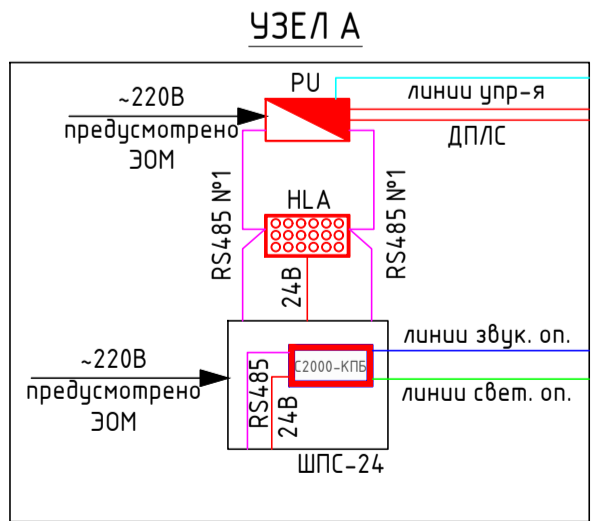 УЗЕЛ А
PU
~220В
предусмотрено
ЭОМ
линии упр-я
ДПЛС
RS485 №1
HLA
RS485 №1
24В
~220В
предусмотрено
ЭОМ
RS485
24В
С2000-КПБ
линии звук. оп.
линии свет. оп.
ШПС-24